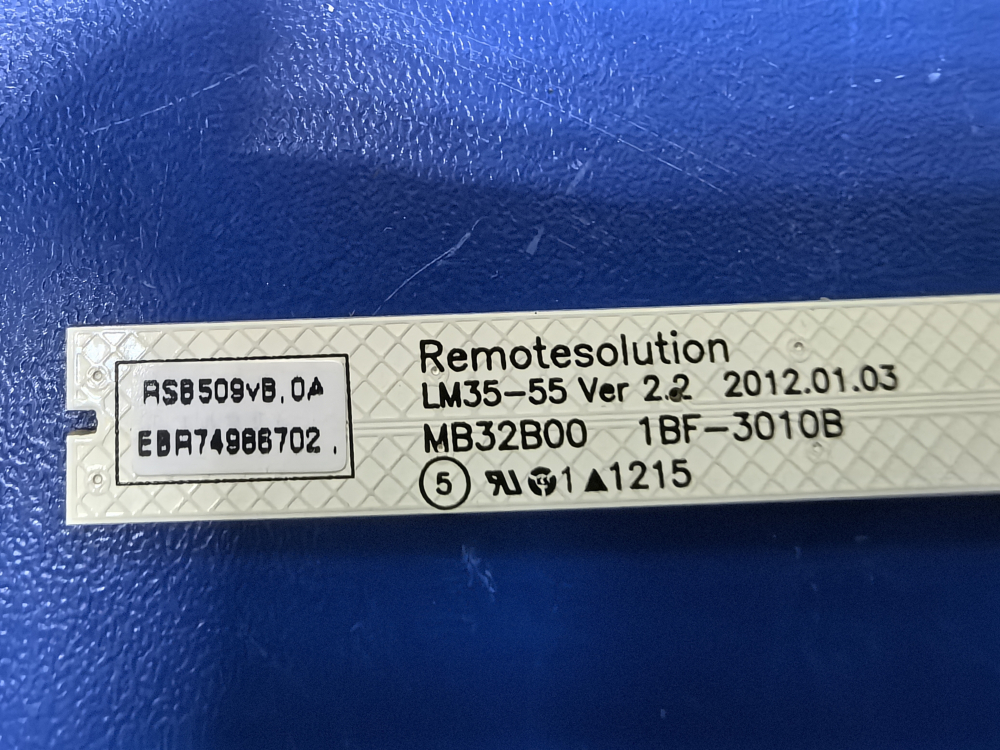 RSB509vB.0A
EBR74986702.
Remotesolution
LM35-55 Ver 2.2 2012.01.03
MB32B00 1BF-3010B
5 1 ▲1215